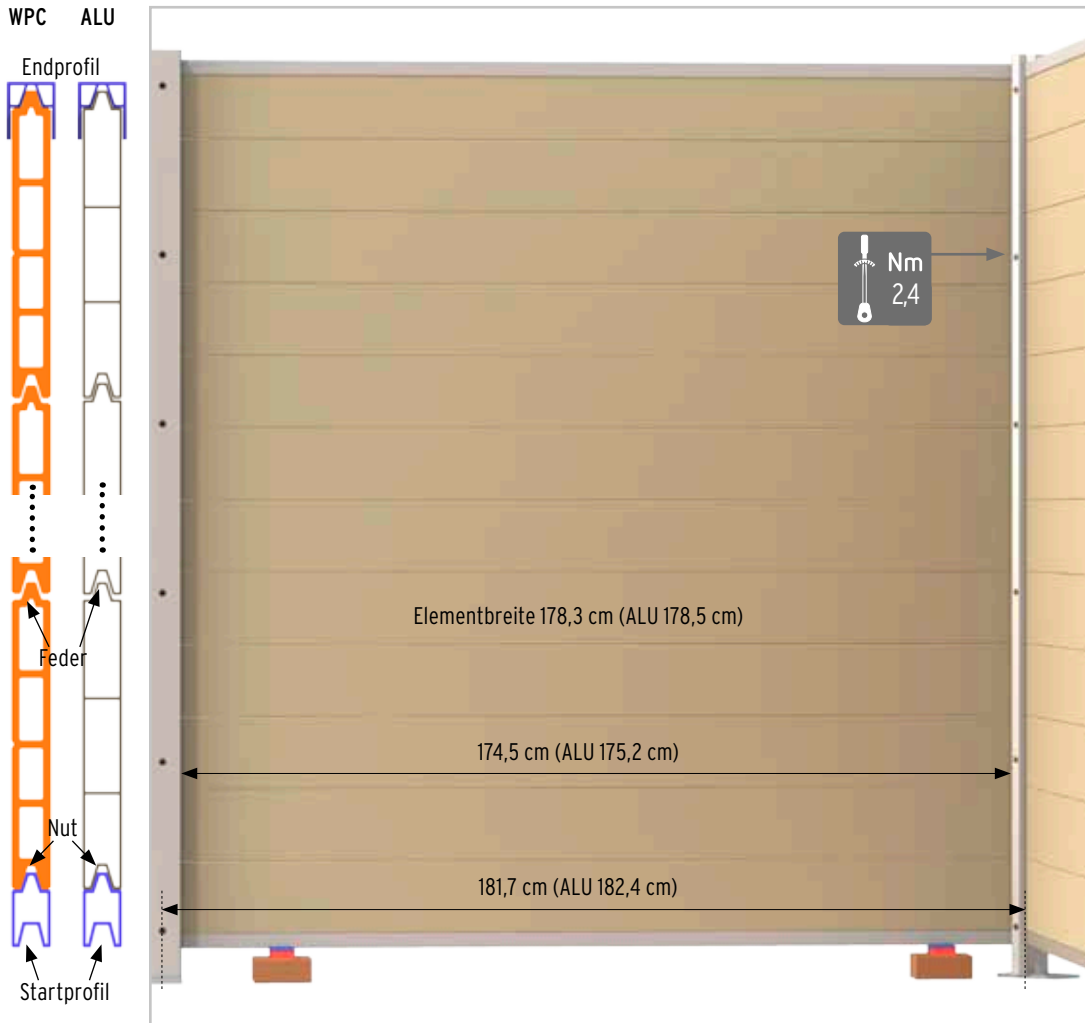 WPC ALU
Endprofil
Nm
2,4
Elementbreite 178,3 cm (ALU 178,5 cm)
Feder
174,5 cm (ALU 175,2 cm)
Nut
181,7 cm (ALU 182,4 cm)
Startprofil